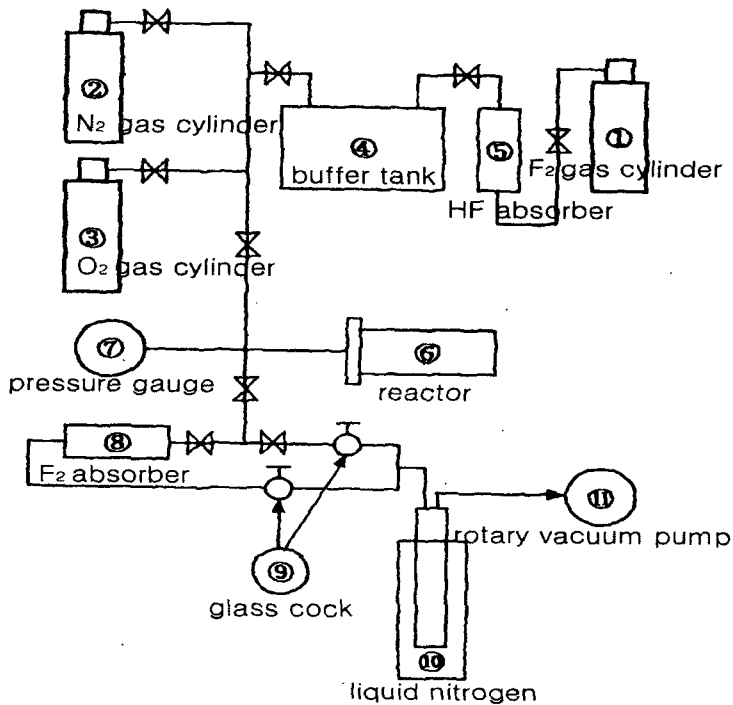 ②
N₂ gas cylinder
③
O₂ gas cylinder
④
buffer tank
⑤
HF absorber
①
F₂ gas cylinder
⑦
pressure gauge
⑥
reactor
⑧
F₂ absorber
⑨
glass cock
⑪
rotary vacuum pump
⑩
liquid nitrogen